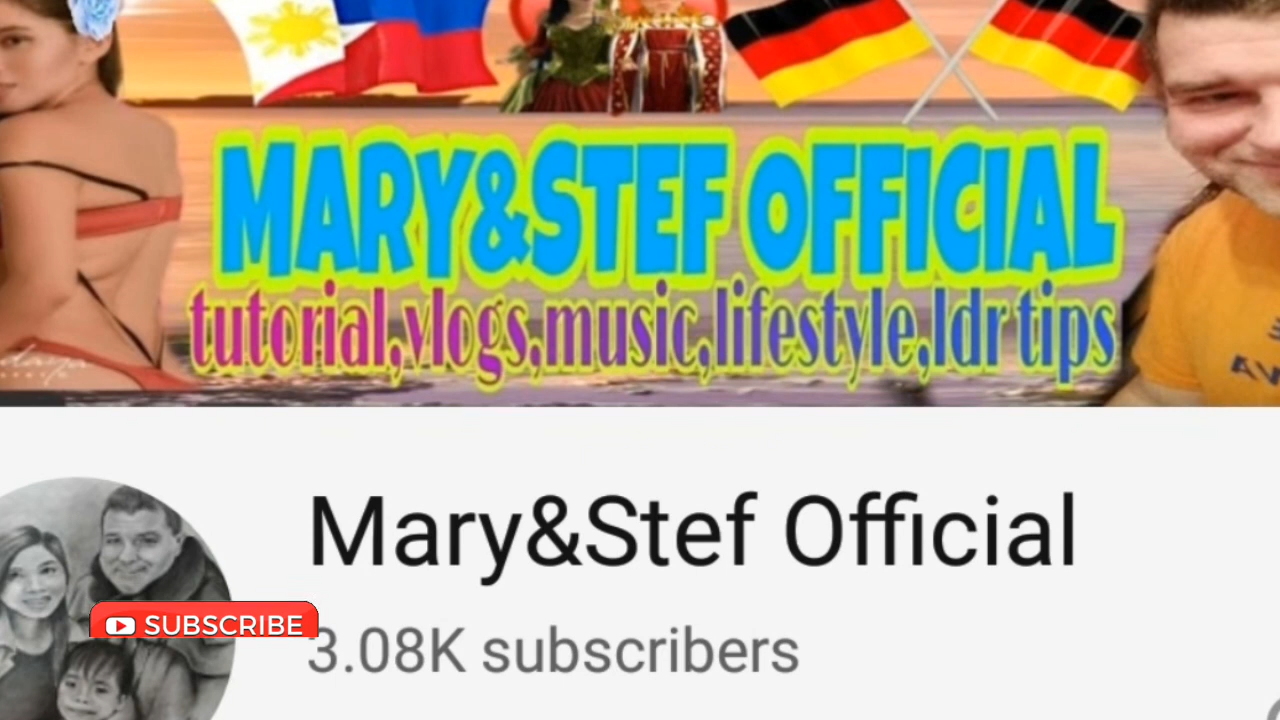 MARY&STEF OFFICIAL
tutorial,vlogs,music,lifestyle,ldr tips
Mary&Stef Official
SUBSCRIBE
3.08K subscribers